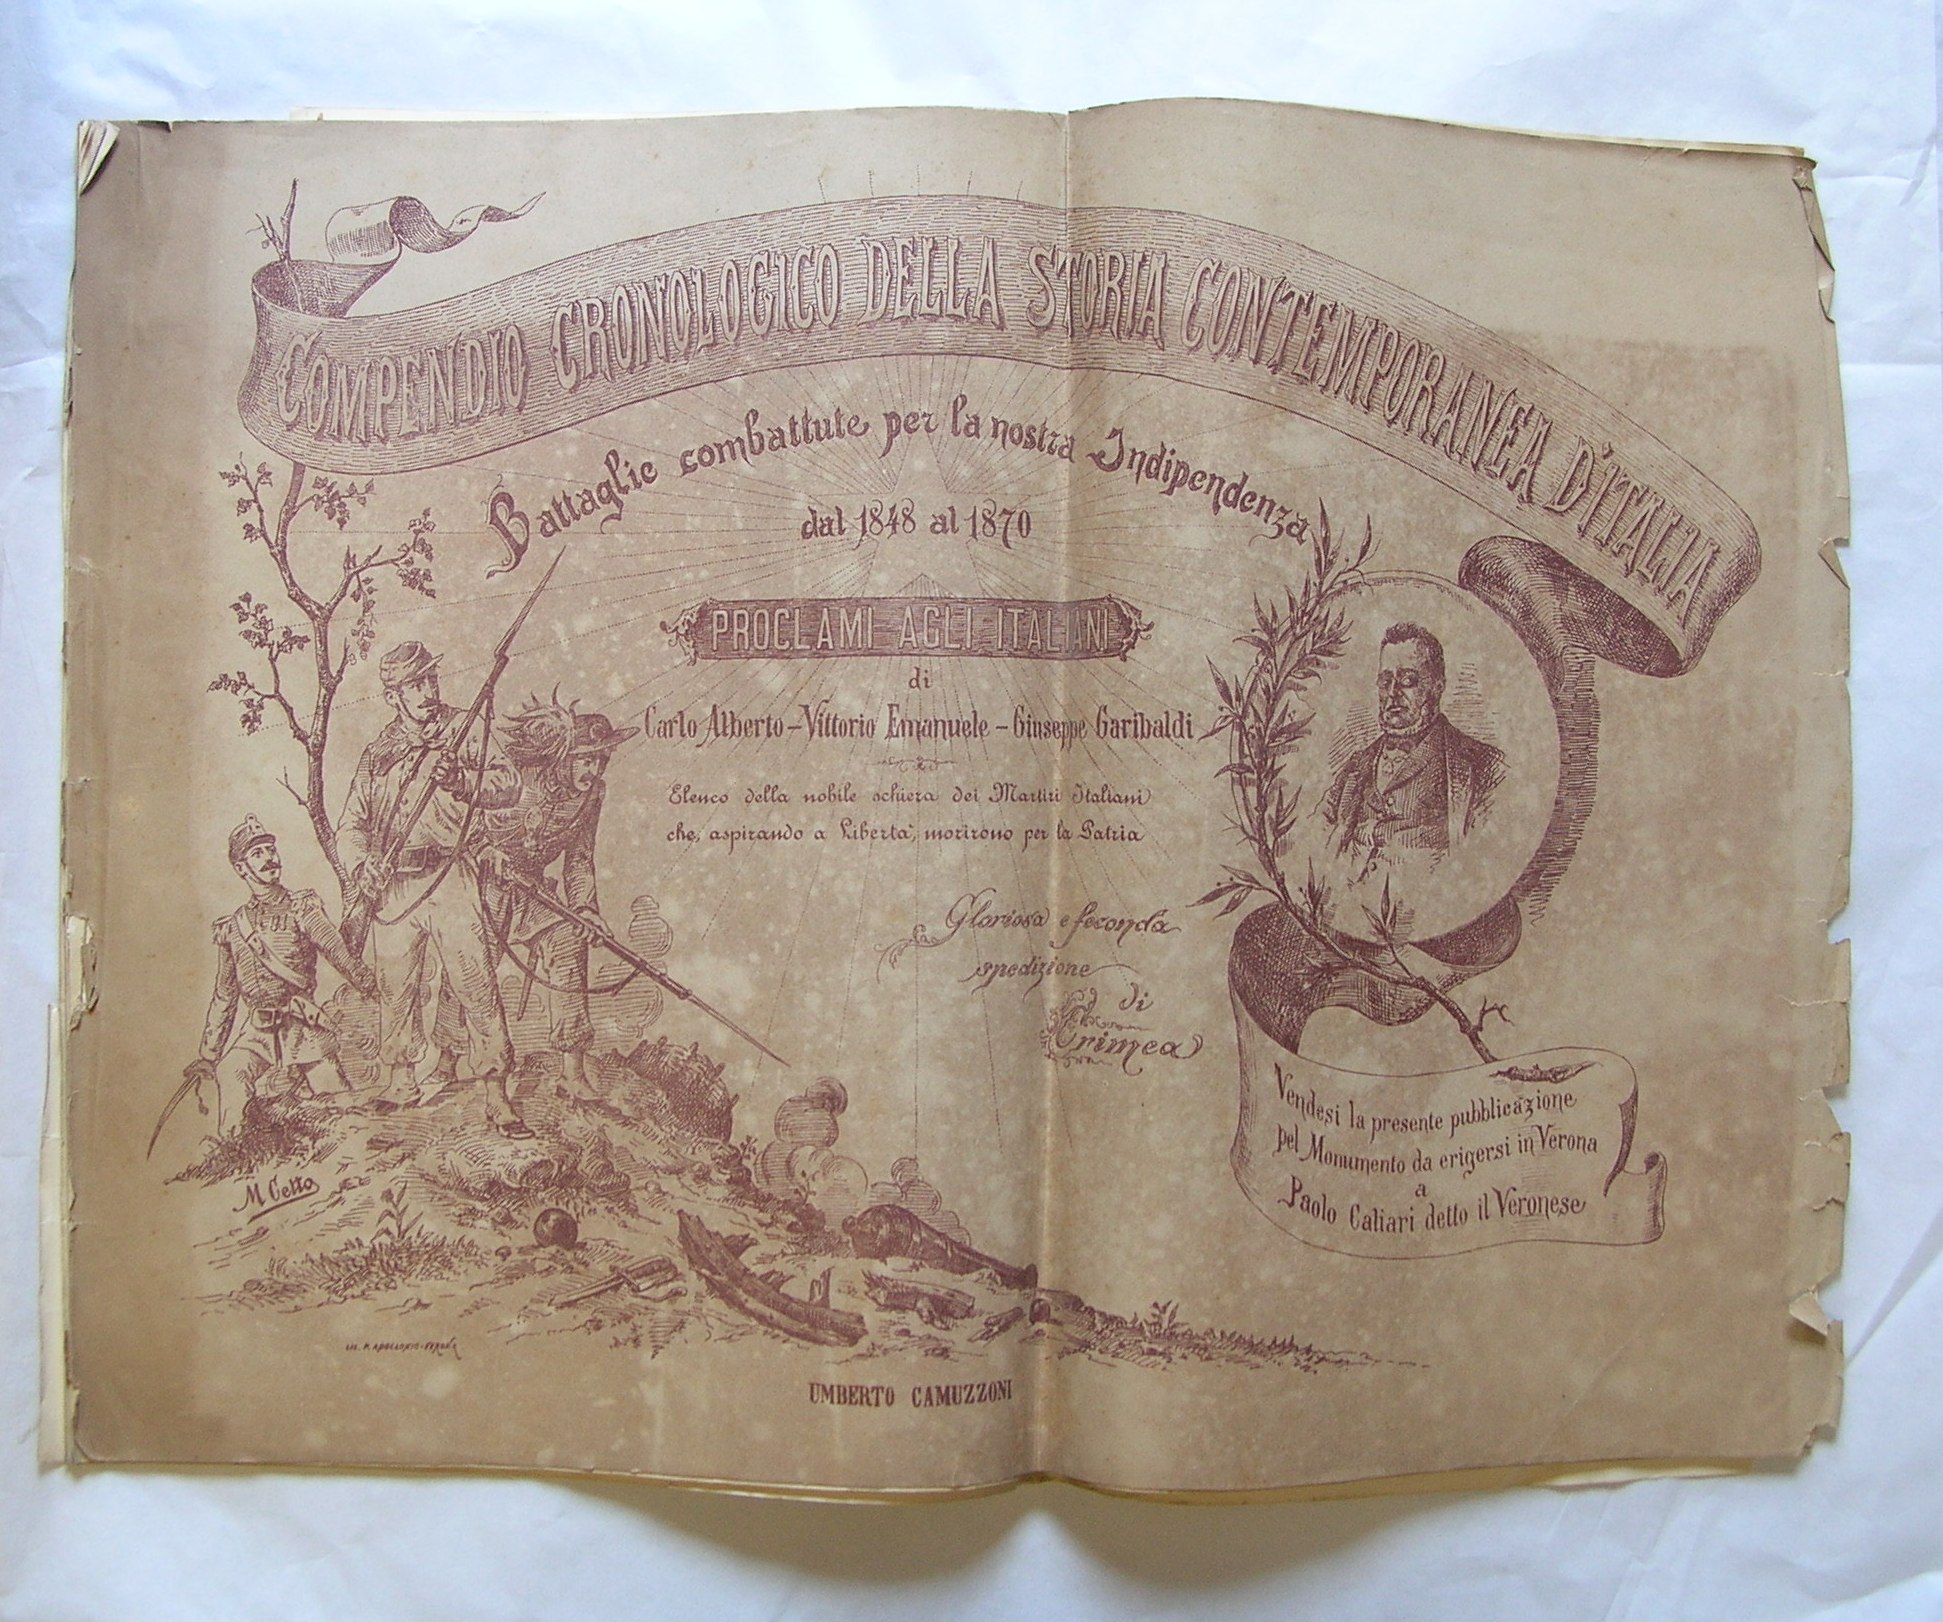 COMPENDIO CRONOLOGICO DELLA STORIA CONTEMPORANEA D'ITALIA
Battaglie combattute per la nostra Indipendenza
dal 1848 al 1870
PROCLAMI AGLI ITALIANI
di
Carlo Alberto - Vittorio Emanuele - Giuseppe Garibaldi
Elenco della nobile schiera dei Martiri Italiani
che, aspirando a Libertà, morirono per la Patria
Gloriosa e feconda
spedizione
di
Crimea
Vendesi la presente pubblicazione
pel Monumento da erigersi in Verona
a
Paolo Caliari detto il Veronese
M Cetto
LIT. P. APOLLONIO-VERONA
UMBERTO CAMUZZONI